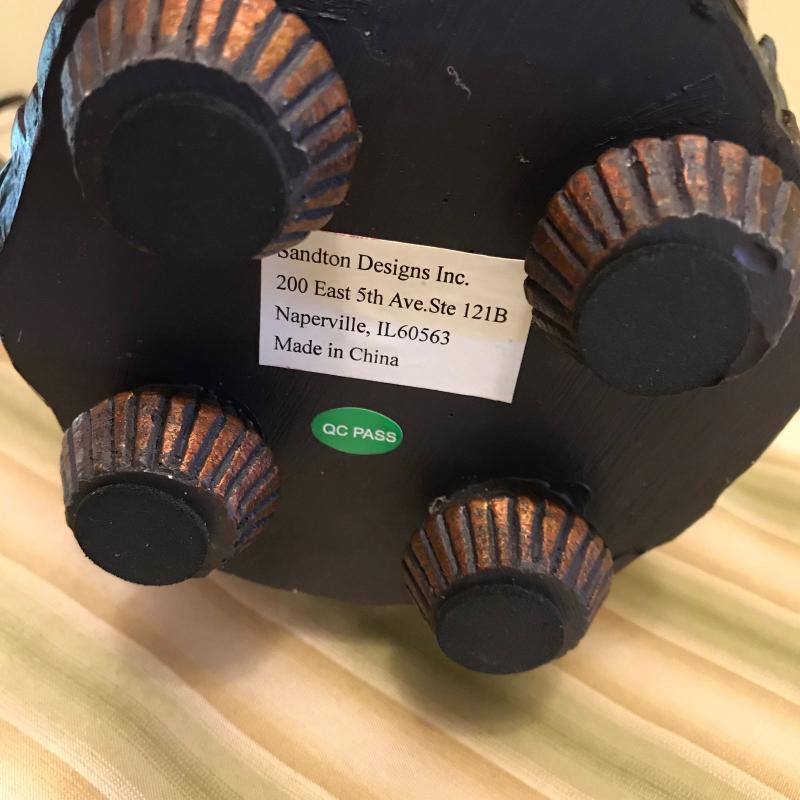 Sandton Designs Inc.
200 East 5th Ave.Ste 121B
Naperville, IL60563
Made in China
QC PASS